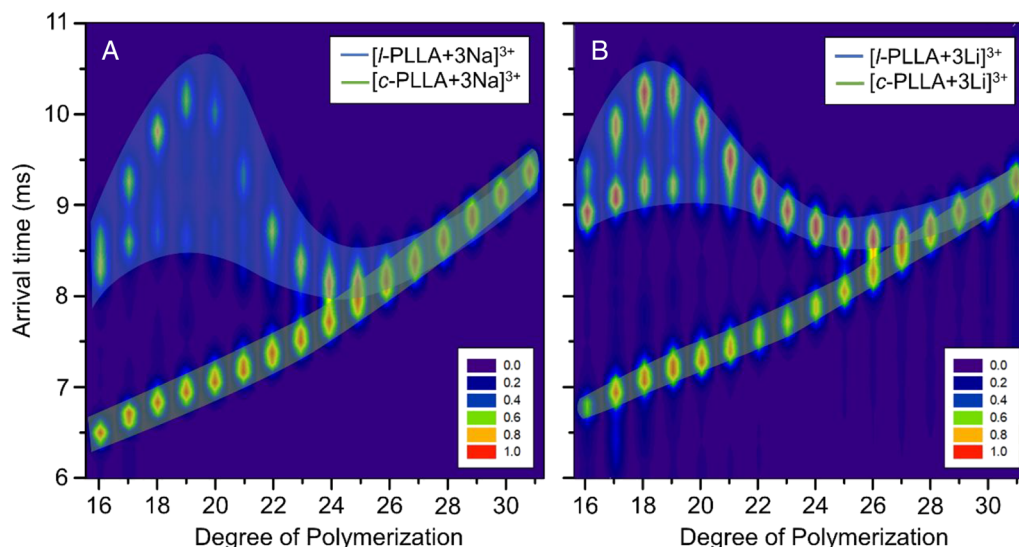 A
[l-PLLA+3Na]3+
[c-PLLA+3Na]3+
Arrival time (ms)
11
10
9
8
7
6
0.0
0.2
0.4
0.6
0.8
1.0
16 18 20 22 24 26 28 30
Degree of Polymerization
B
[l-PLLA+3Li]3+
[c-PLLA+3Li]3+
0.0
0.2
0.4
0.6
0.8
1.0
16 18 20 22 24 26 28 30
Degree of Polymerization